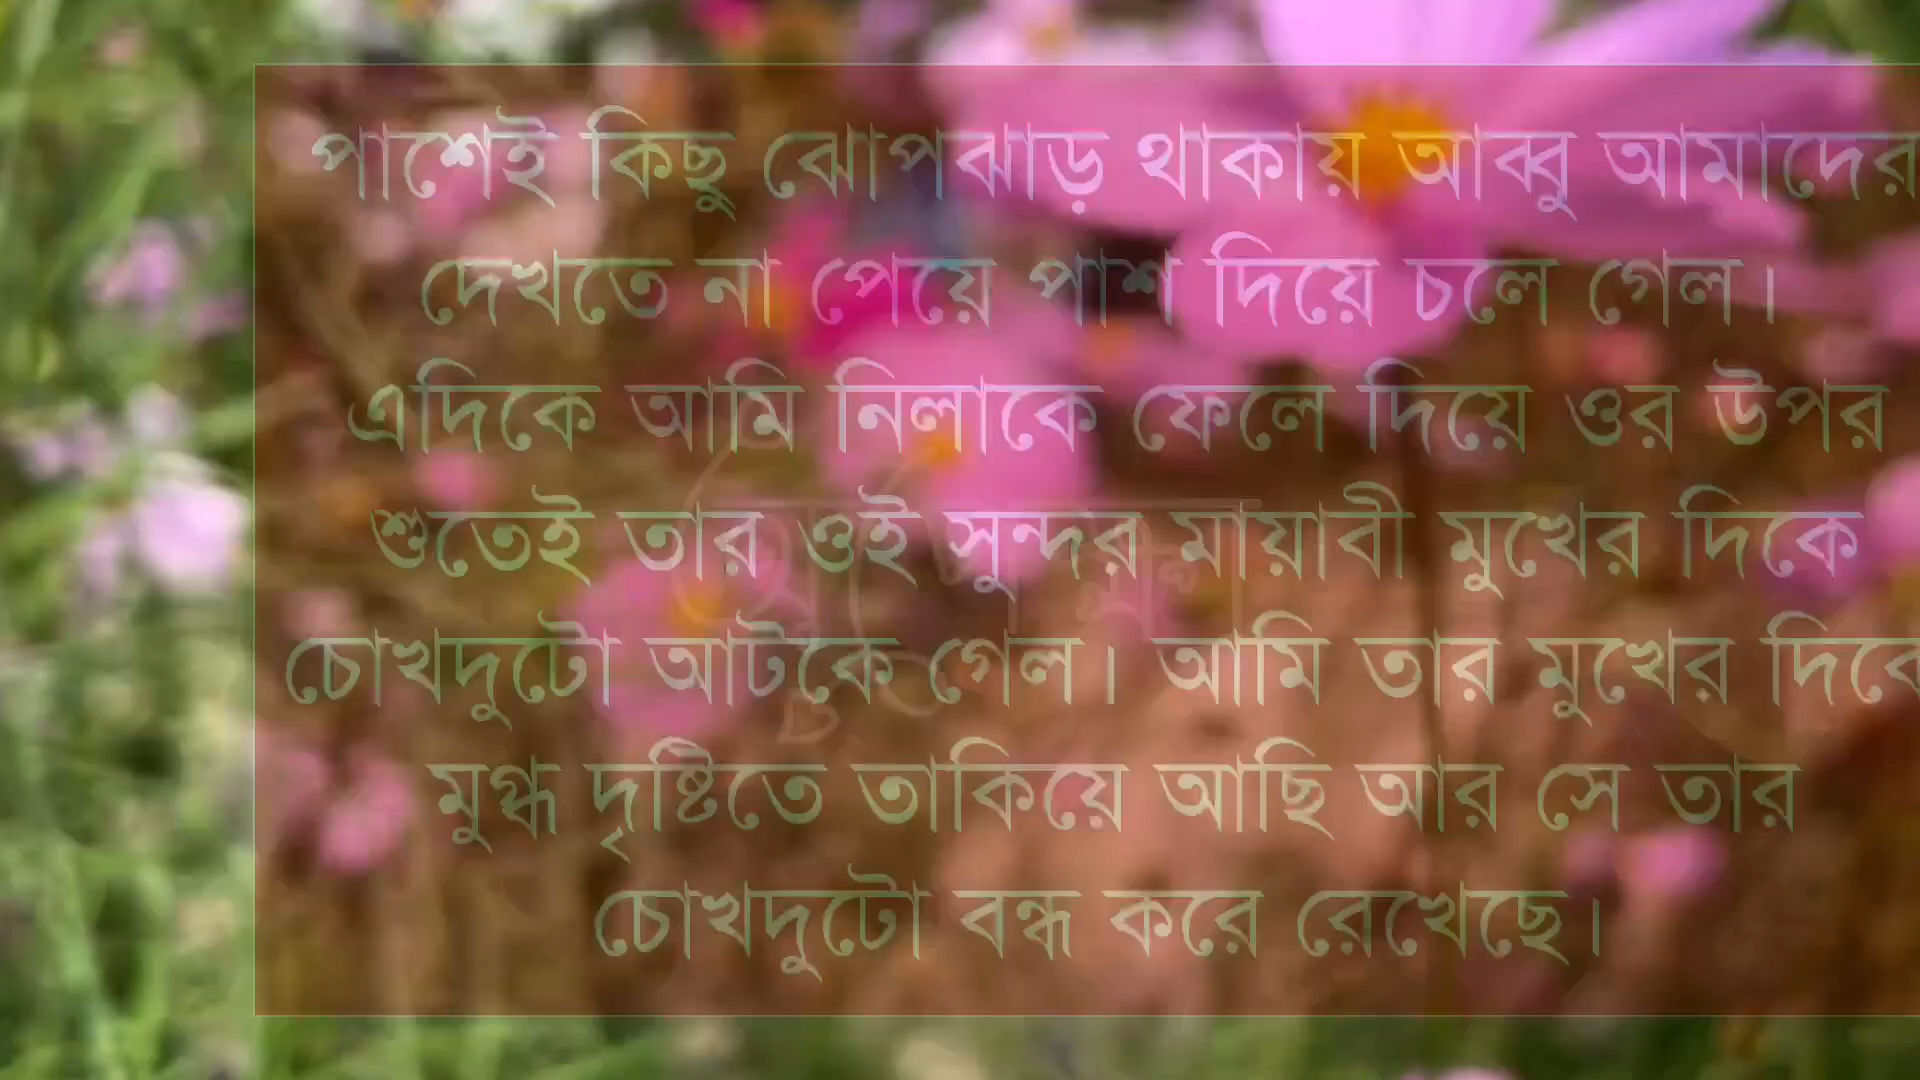 পাশেই কিছু ঝোপঝাড় থাকায় আব্বু আমাদের
দেখতে না পেয়ে পাশ দিয়ে চলে গেল।
এদিকে আমি নিলাকে ফেলে দিয়ে ওর উপর
শুতেই তার ওই সুন্দর মায়াবী মুখের দিকে
চোখদুটো আটকে গেল। আমি তার মুখের দিকে
মুগ্ধ দৃষ্টিতে তাকিয়ে আছি আর সে তার
চোখদুটো বন্ধ করে রেখেছে।